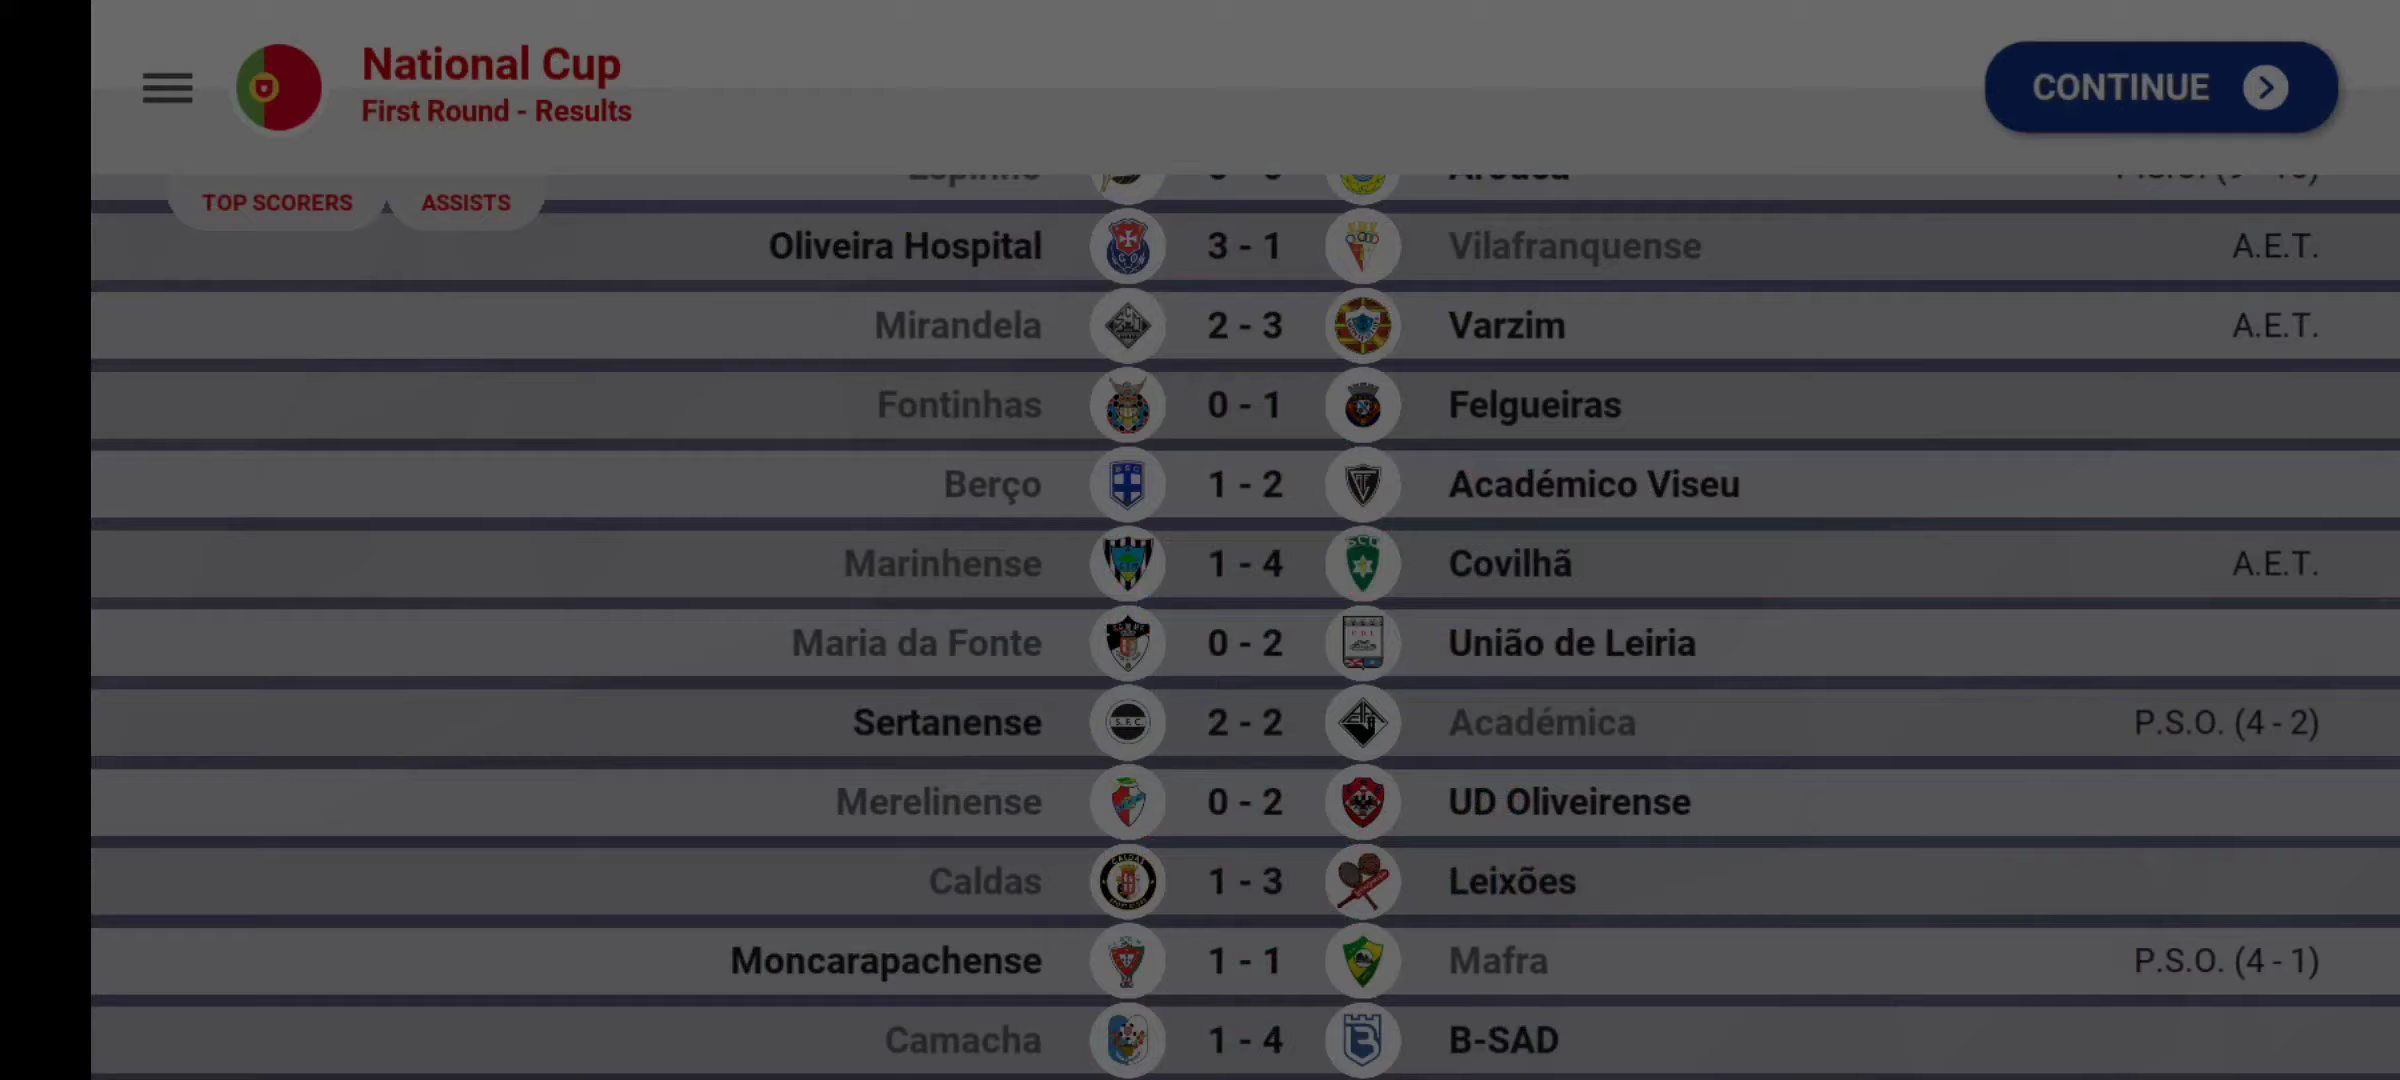 National Cup
First Round - Results
CONTINUE
TOP SCORERS
ASSISTS
Oliveira Hospital 3 - 1 Vilafranquense A.E.T.
Mirandela 2 - 3 Varzim A.E.T.
Fontinhas 0 - 1 Felgueiras
Berço 1 - 2 Académico Viseu
Marinhense 1 - 4 Covilhã A.E.T.
Maria da Fonte 0 - 2 União de Leiria
Sertanense 2 - 2 Académica P.S.O. (4 - 2)
Merelinense 0 - 2 UD Oliveirense
Caldas 1 - 3 Leixões
Moncarapachense 1 - 1 Mafra P.S.O. (4 - 1)
Camacha 1 - 4 B-SAD